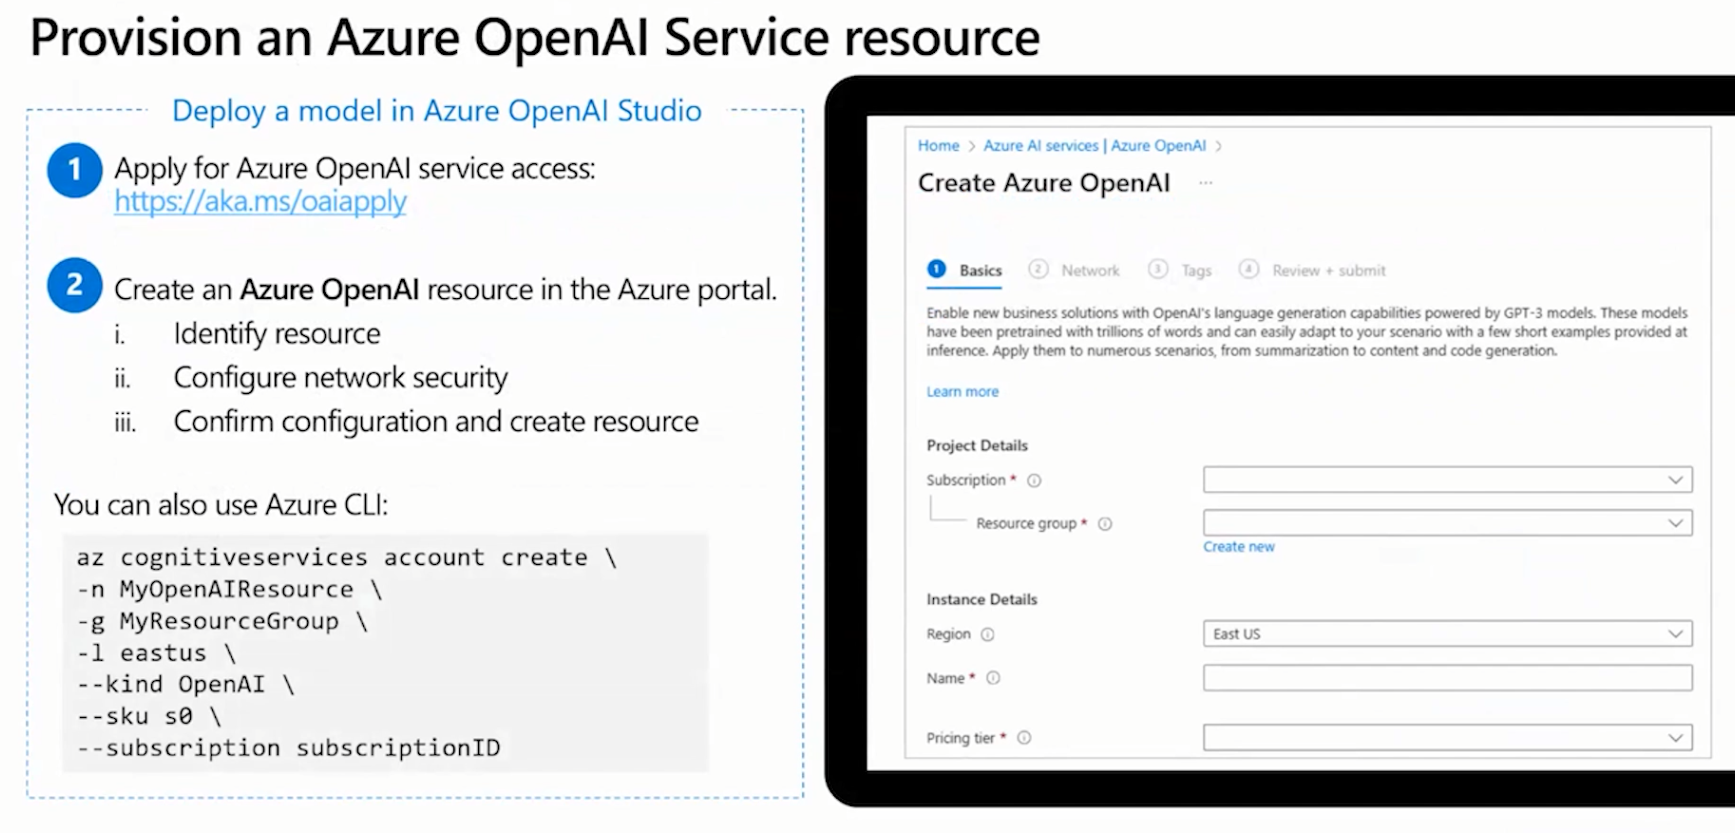 Provision an Azure OpenAI Service resource
Deploy a model in Azure OpenAI Studio
1 Apply for Azure OpenAI service access:
https://aka.ms/oaiapply
2 Create an Azure OpenAI resource in the Azure portal.
i. Identify resource
ii. Configure network security
iii. Confirm configuration and create resource
You can also use Azure CLI:
az cognitiveservices account create \
-n MyOpenAIResource \
-g MyResourceGroup \
-l eastus \
--kind OpenAI \
--sku s0 \
--subscription subscriptionID
Home > Azure AI services | Azure OpenAI >
Create Azure OpenAI ...
1 Basics 2 Network 3 Tags 4 Review + submit
Enable new business solutions with OpenAI's language generation capabilities powered by GPT-3 models. These models
have been pretrained with trillions of words and can easily adapt to your scenario with a few short examples provided at
inference. Apply them to numerous scenarios, from summarization to content and code generation.
Learn more
Project Details
Subscription *
Resource group *
Create new
Instance Details
Region East US
Name *
Pricing tier *